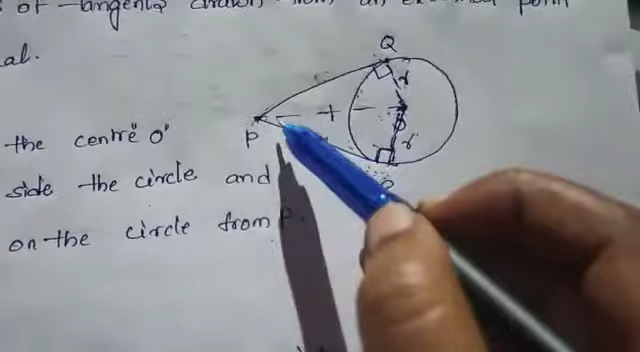 of tangents drawn from an external point
al.
Q
r
P
O
r
the centre "O"
side the circle and
on the circle from P.